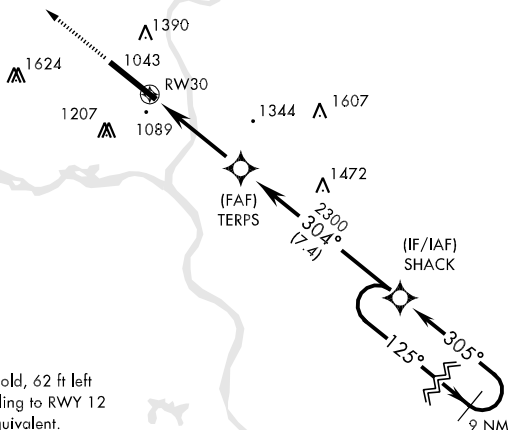 1390
1624
1043
RW30
1207
1089
1344
1607
1472
(FAF)
TERPS
2300
304°
(7.4)
(IF/IAF)
SHACK
125°
305°
9 NM
old, 62 ft left
ding to RWY 12
quivalent.